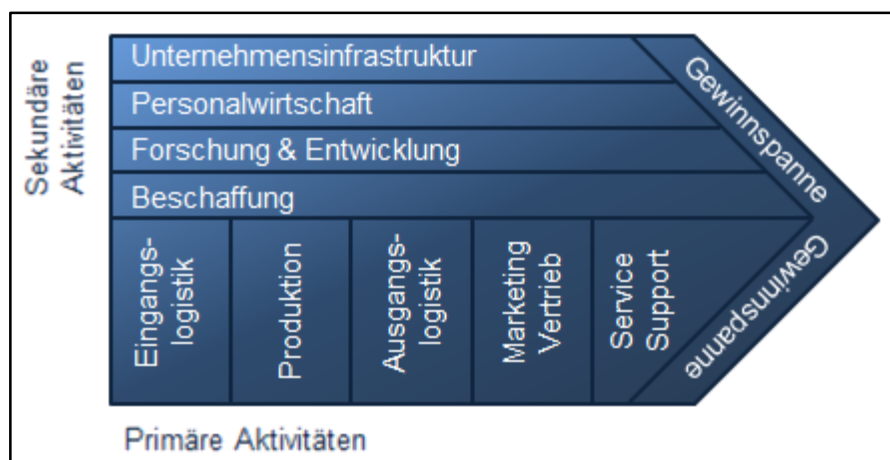 Sekundäre
Aktivitäten
Unternehmensinfrastruktur
Personalwirtschaft
Forschung & Entwicklung
Beschaffung
Gewinnspanne
Eingangs-
logistik
Produktion
Ausgangs-
logistik
Marketing
Vertrieb
Service
Support
Gewinnspanne
Primäre Aktivitäten